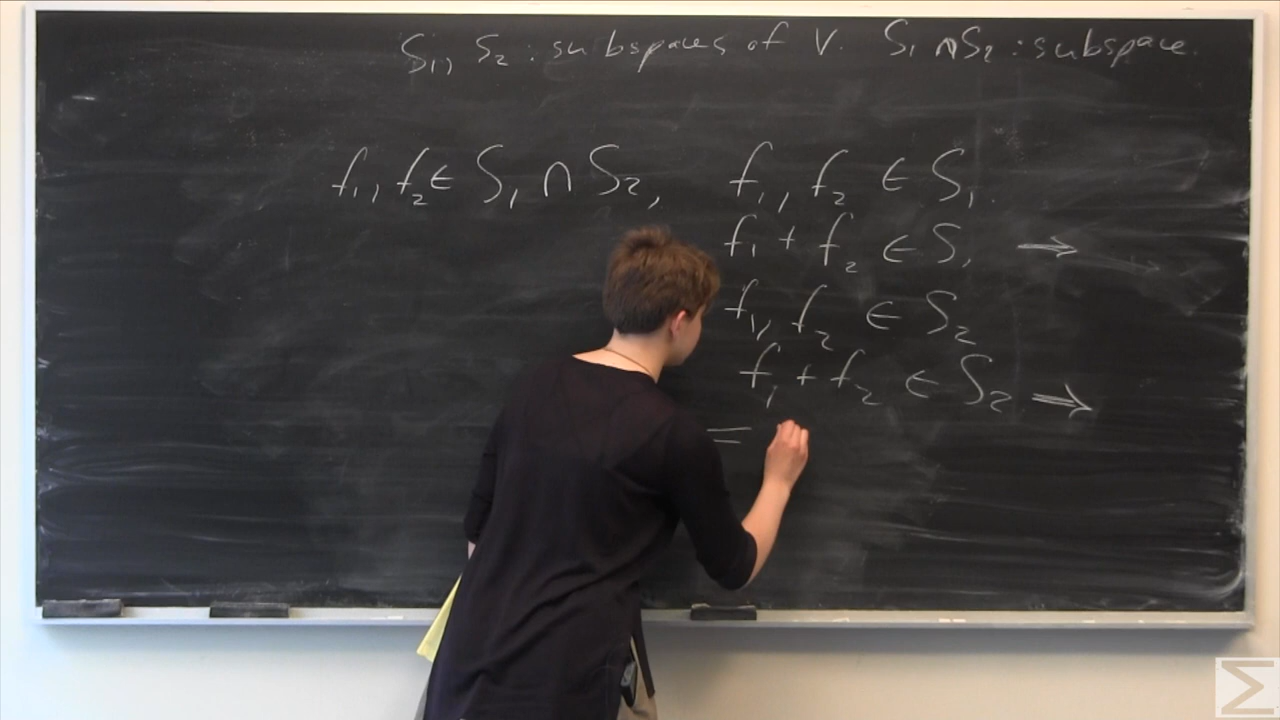 S₁, S₂ : subspaces of V. S₁ ∩ S₂ : subspace.
f₁, f₂ ∈ S₁ ∩ S₂, f₁, f₂ ∈ S₁.
f₁ + f₂ ∈ S₁ ⇒
f₁, f₂ ∈ S₂
f₁ + f₂ ∈ S₂ ⇒
=
Σ